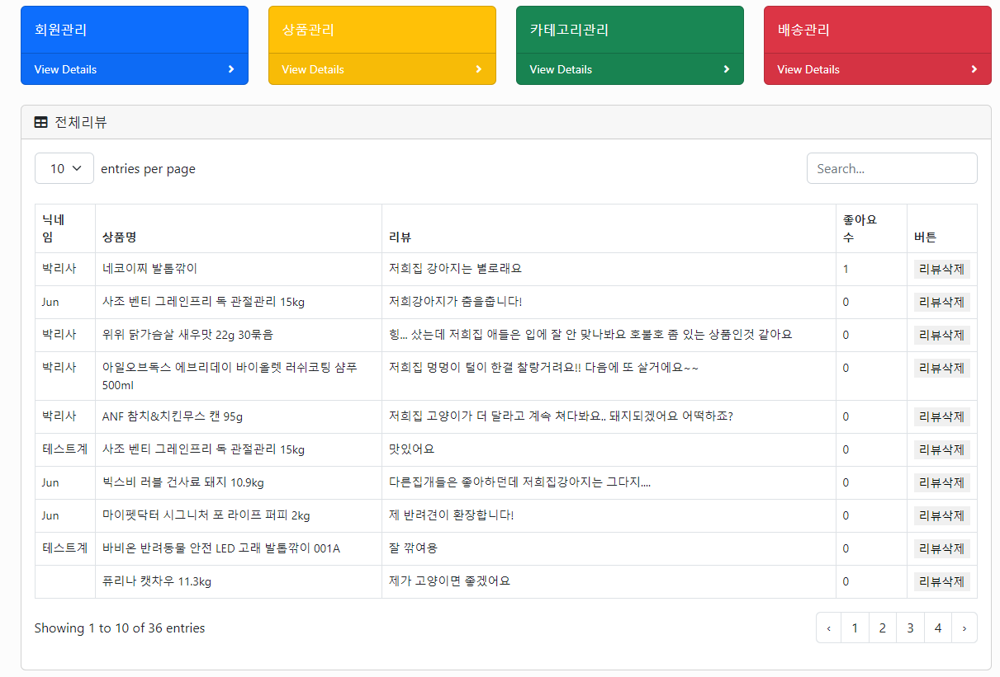 회원관리
상품관리
카테고리관리
배송관리
View Details
View Details
View Details
View Details
전체리뷰
10 entries per page
Search...
닉네임 상품명 리뷰 좋아요수 버튼
박리사 네코이찌 발톱깎이 저희집 강아지는 별로래요 1 리뷰삭제
Jun 사조 벤티 그레인프리 독 관절관리 15kg 저희강아지가 춤을춥니다! 0 리뷰삭제
박리사 위위 닭가슴살 새우맛 22g 30묶음 힝... 샀는데 저희집 애들은 입에 잘 안 맞나봐요 호불호 좀 있는 상품인것 같아요 0 리뷰삭제
박리사 아일오브독스 에브리데이 바이올렛 러쉬코팅 샴푸 저희집 멍멍이 털이 한결 찰랑거려요!! 다음에 또 살거에요~~ 0 리뷰삭제
500ml
박리사 ANF 참치&치킨무스 캔 95g 저희집 고양이가 더 달라고 계속 쳐다봐요.. 돼지되겠어요 어떡하죠? 0 리뷰삭제
테스트계 사조 벤티 그레인프리 독 관절관리 15kg 맛있어요 0 리뷰삭제
Jun 빅스비 러블 건사료 돼지 10.9kg 다른집개들은 좋아하던데 저희집강아지는 그다지.... 0 리뷰삭제
Jun 마이펫닥터 시그니처 포 라이프 퍼피 2kg 제 반려견이 환장합니다! 0 리뷰삭제
테스트계 바비온 반려동물 안전 LED 고래 발톱깎이 001A 잘 깎여용 0 리뷰삭제
퓨리나 캣차우 11.3kg 제가 고양이면 좋겠어요 0 리뷰삭제
Showing 1 to 10 of 36 entries
‹ 1 2 3 4 ›